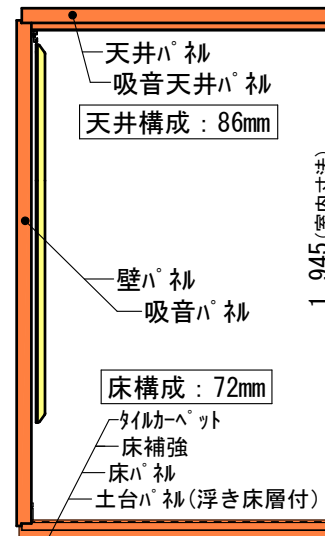 天井ﾊﾟﾈﾙ
吸音天井ﾊﾟﾈﾙ
天井構成：86mm
1,945(室内寸法)
壁ﾊﾟﾈﾙ
吸音ﾊﾟﾈﾙ
床構成：72mm
ﾀｲﾙｶｰﾍﾟｯﾄ
床補強
床ﾊﾟﾈﾙ
土台ﾊﾟﾈﾙ(浮き床層付)